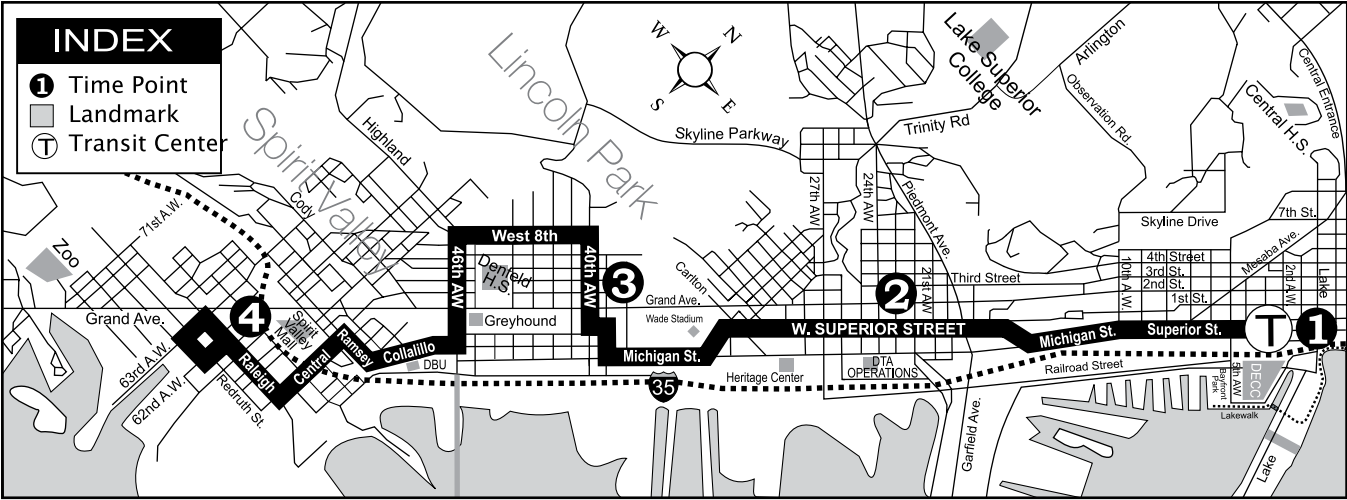 INDEX
1 Time Point
Landmark
T Transit Center
N
E
S
W
Lincoln Park
Spirit Valley
Lake Superior
College
Arlington
Observation Rd.
Central Entrance
Central H.S.
Skyline Parkway
Trinity Rd
Highland
Cody
71st A.W.
Zoo
27th AW
24th AW
Piedmont Ave.
21st AW
Skyline Drive
7th St.
Mesaba Ave.
4th Street
3rd St.
2nd St.
1st St.
10th A.W.
2nd AW
Lake
Third Street
West 8th
46th AW
40th AW
Denfeld
H.S.
Greyhound
3
Carlton
Grand Ave.
Wade Stadium
2
W. SUPERIOR STREET
Michigan St.
Superior St.
T
1
Grand Ave.
4
Spirit
Valley
Mall
63rd A.W.
62nd A.W.
Raleigh
Redruth St.
Central
Ramsey
Collalillo
DBU
Michigan St.
35
Heritage Center
DTA
OPERATIONS
Railroad Street
Garfield Ave.
5th AW
Bayfront
Park
DECC
Lakewalk
Lake